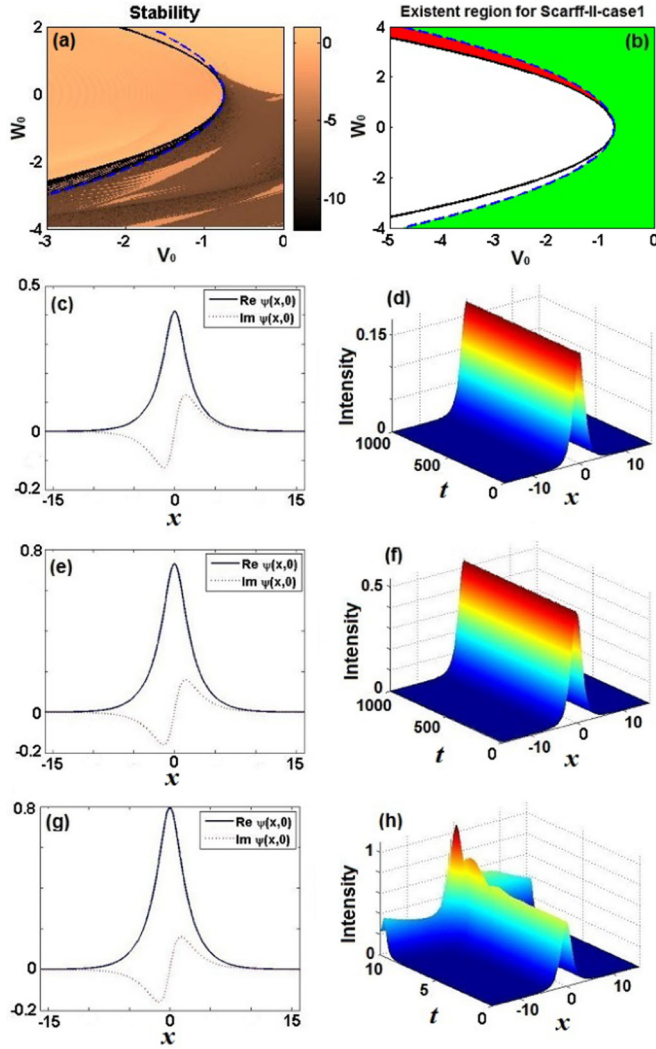 Stability
(a)
2
0
-2
-4
W₀
-3
-2
-1
0
V₀
0
-5
-10
Existent region for Scarff-II-case1
(b)
4
2
0
-2
-4
W₀
-5
-4
-3
-2
-1
0
V₀
(c)
0.5
0
-0.2
-15
0
15
x
Re ψ(x,0)
Im ψ(x,0)
(d)
Intensity
0.15
0
1000
500
0
t
-10
0
10
x
(e)
0.8
0
-0.2
-15
0
15
x
Re ψ(x,0)
Im ψ(x,0)
(f)
Intensity
0.5
0
1000
500
0
t
-10
0
10
x
(g)
0.8
0
-0.2
-15
0
15
x
Re ψ(x,0)
Im ψ(x,0)
(h)
Intensity
1
0
10
5
0
t
-10
0
10
x